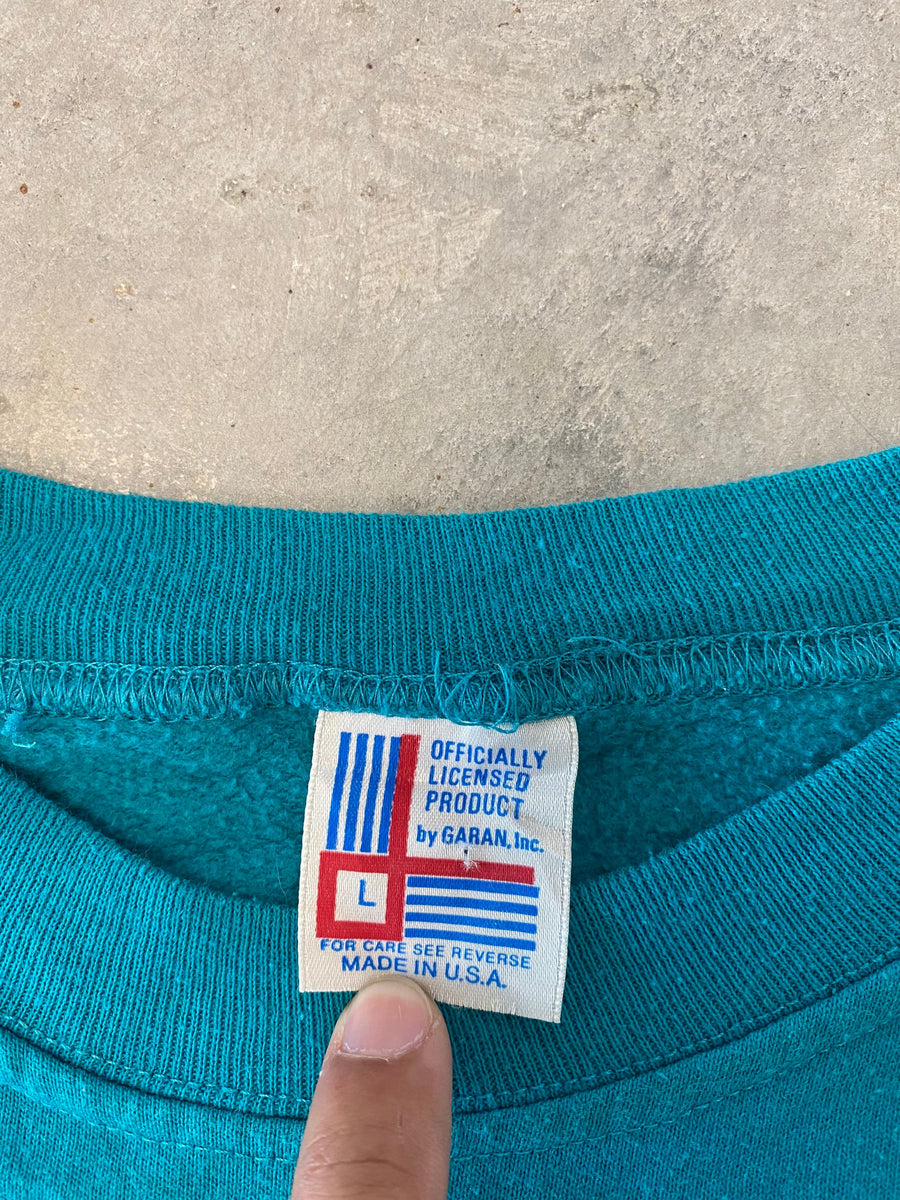 OFFICIALLY
LICENSED
PRODUCT
by GARAN, Inc.
L
FOR CARE SEE REVERSE
MADE IN U.S.A.